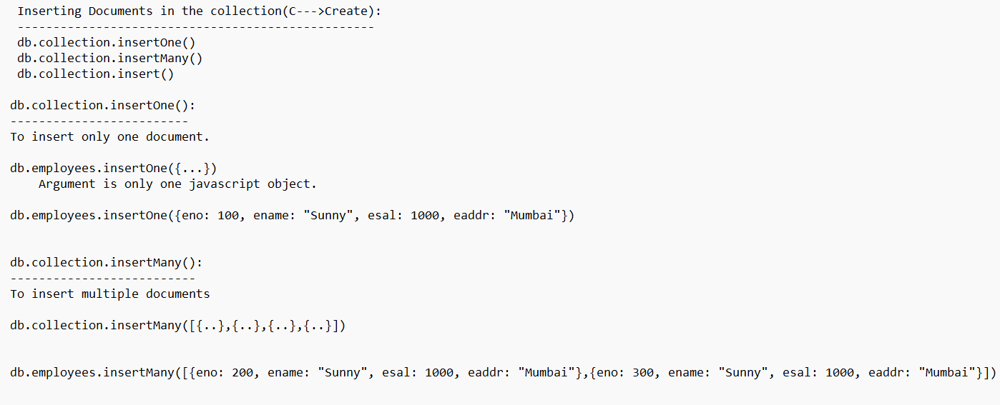 Inserting Documents in the collection(C--->Create):
--------------------------------------------------
db.collection.insertOne()
db.collection.insertMany()
db.collection.insert()
db.collection.insertOne():
-------------------------
To insert only one document.
db.employees.insertOne({...})
Argument is only one javascript object.
db.employees.insertOne({eno: 100, ename: "Sunny", esal: 1000, eaddr: "Mumbai"})
db.collection.insertMany():
--------------------------
To insert multiple documents
db.collection.insertMany([{..},{..},{..},{..}])
db.employees.insertMany([{eno: 200, ename: "Sunny", esal: 1000, eaddr: "Mumbai"},{eno: 300, ename: "Sunny", esal: 1000, eaddr: "Mumbai"}])